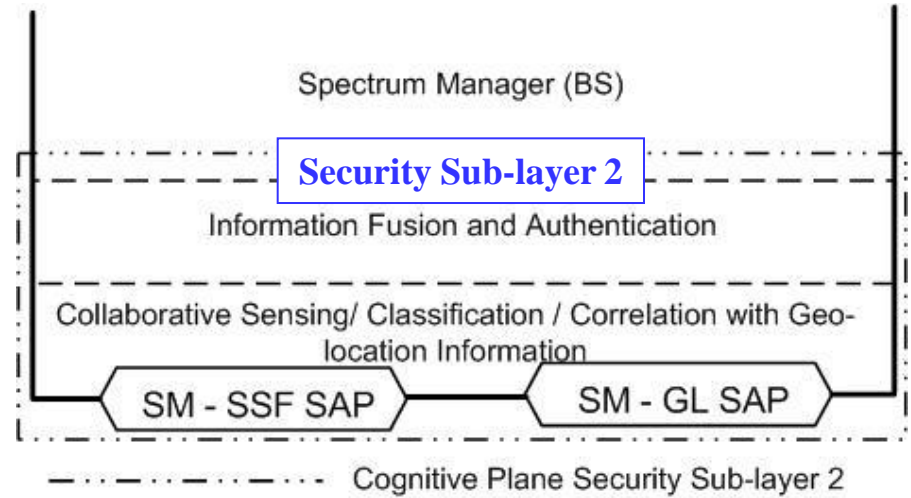 Spectrum Manager (BS)
Security Sub-layer 2
Information Fusion and Authentication
Collaborative Sensing/ Classification / Correlation with Geo-
location Information
SM - SSF SAP
SM - GL SAP
Cognitive Plane Security Sub-layer 2